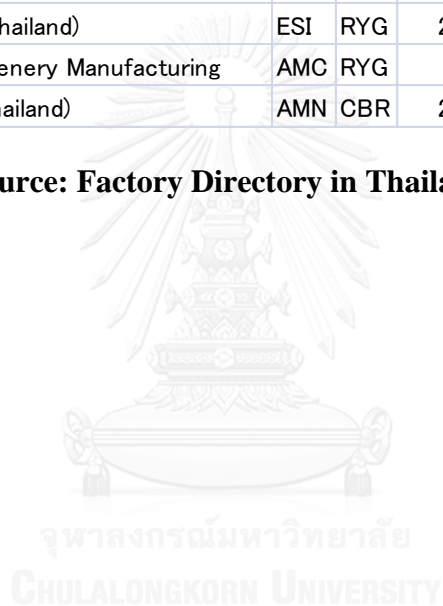 Thailand) ESI RYG 2
enery Manufacturing AMC RYG
hailand) AMN CBR 2
urce: Factory Directory in Thaila
จุฬาลงกรณ์มหาวิทยาลัย
CHULALONGKORN UNIVERSITY